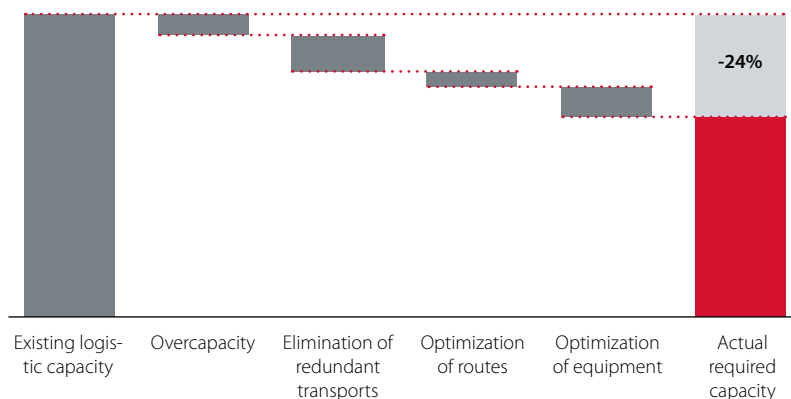 -24%
Existing logis-
tic capacity
Overcapacity
Elimination of
redundant
transports
Optimization
of routes
Optimization
of equipment
Actual
required
capacity